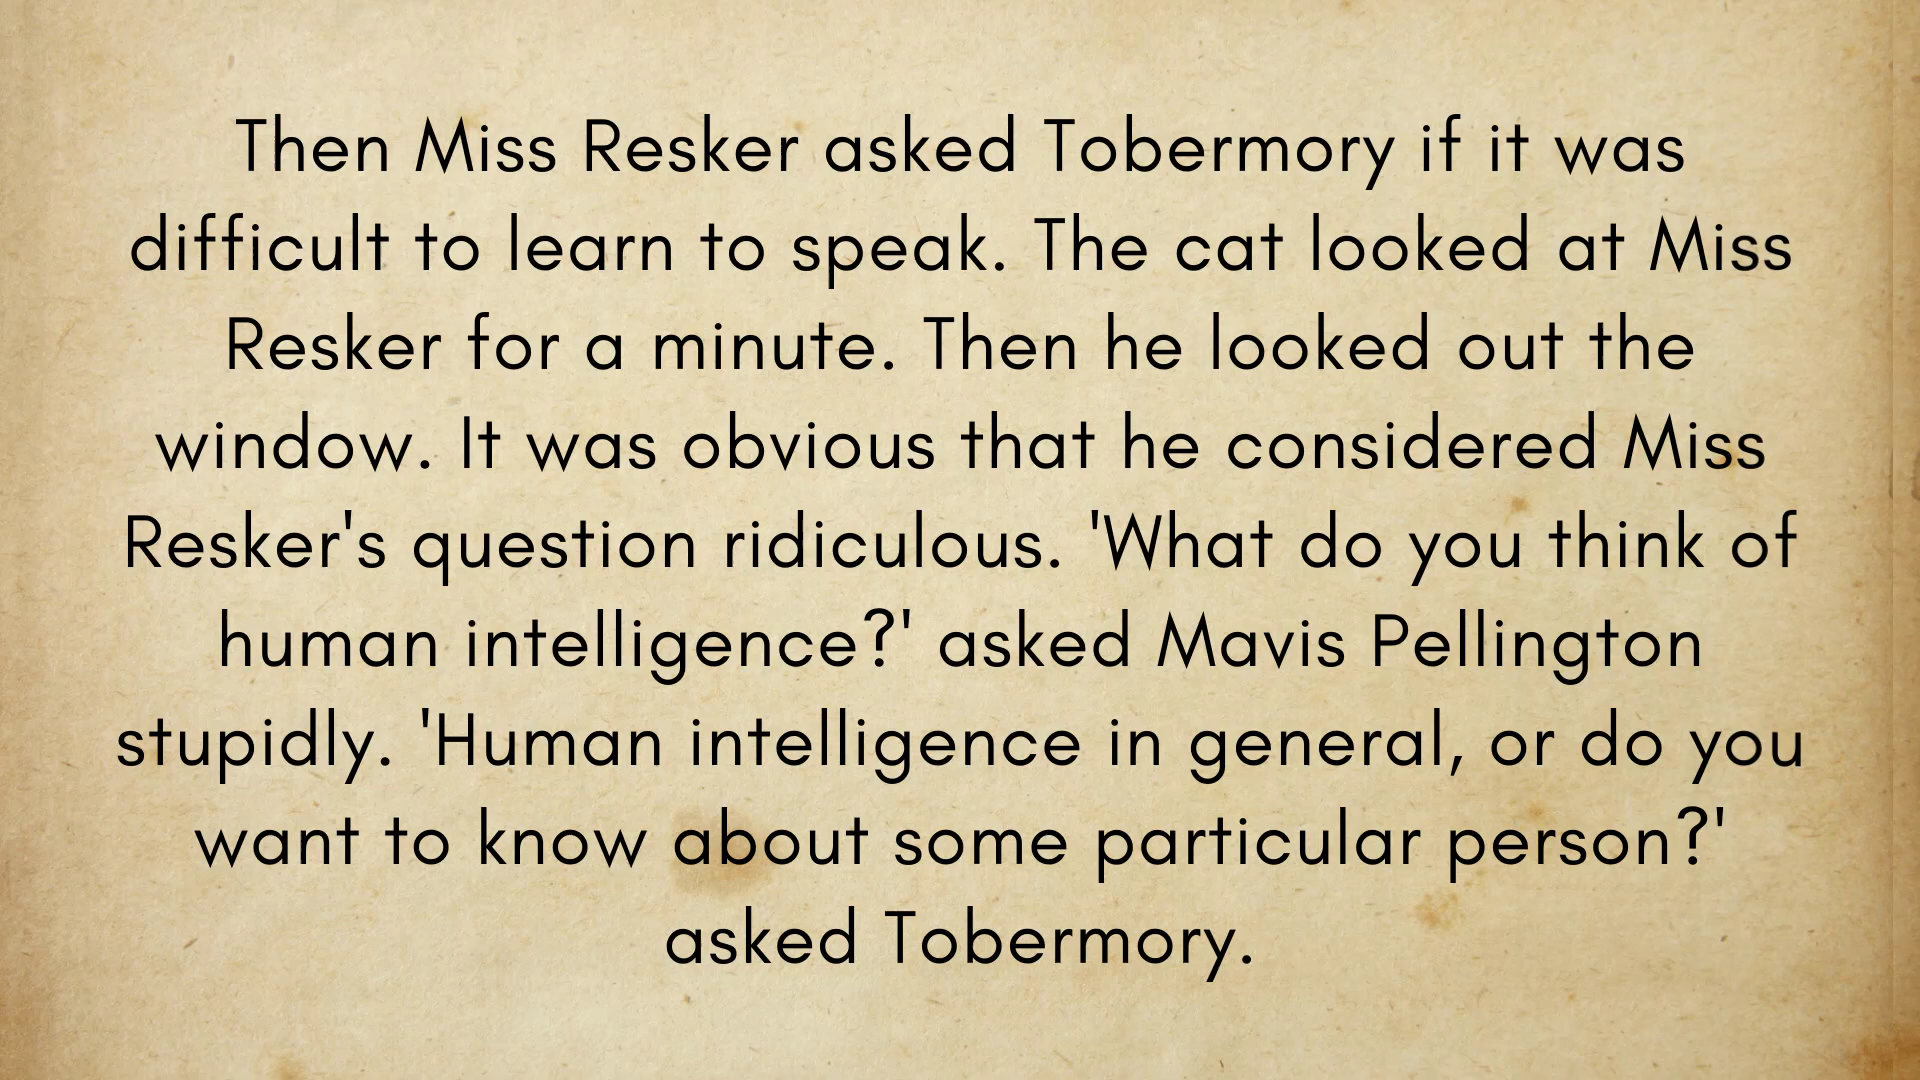 Then Miss Resker asked Tobermory if it was
difficult to learn to speak. The cat looked at Miss
Resker for a minute. Then he looked out the
window. It was obvious that he considered Miss
Resker's question ridiculous. 'What do you think of
human intelligence?' asked Mavis Pellington
stupidly. 'Human intelligence in general, or do you
want to know about some particular person?'
asked Tobermory.